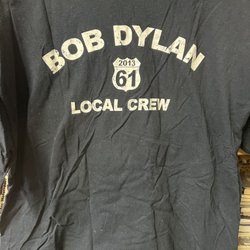 BOB DYLAN
2013
61
LOCAL CREW